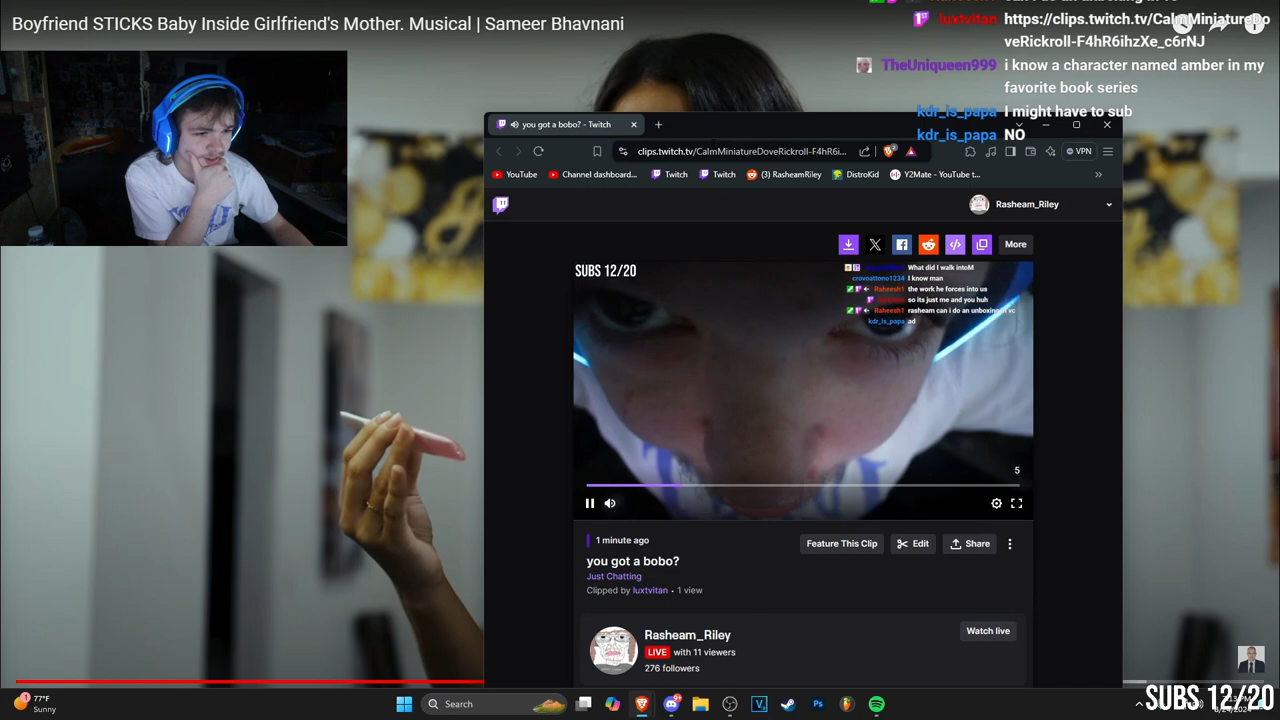 Boyfriend STICKS Baby Inside Girlfriend's Mother. Musical | Sameer Bhavnani
luxtvitan https://clips.twitch.tv/CalmMiniatureDo
veRickroll-F4hR6ihzXe_c6rNJ
TheUniqueen999 i know a character named amber in my
favorite book series
kdr_is_papa I might have to sub
kdr_is_papa NO
you got a bobo? - Twitch
clips.twitch.tv/CalmMiniatureDoveRickroll-F4hR6i...
VPN
YouTube
Channel dashboard...
Twitch
Twitch
(3) RasheamRiley
DistroKid
Y2Mate - YouTube t...
Rasheam_Riley
More
SUBS 12/20
What did I walk intoM
crovoattono1234 I know man
Raheesh1 the work he forces into us
so its just me and you huh
Raheesh1 rasheam can i do an unboxing in vc
kdr_is_papa ad
5
1 minute ago
Feature This Clip
Edit
Share
you got a bobo?
Just Chatting
Clipped by luxtvitan • 1 view
Rasheam_Riley
Watch live
LIVE with 11 viewers
276 followers
77°F
Sunny
Search
SUBS 12/20